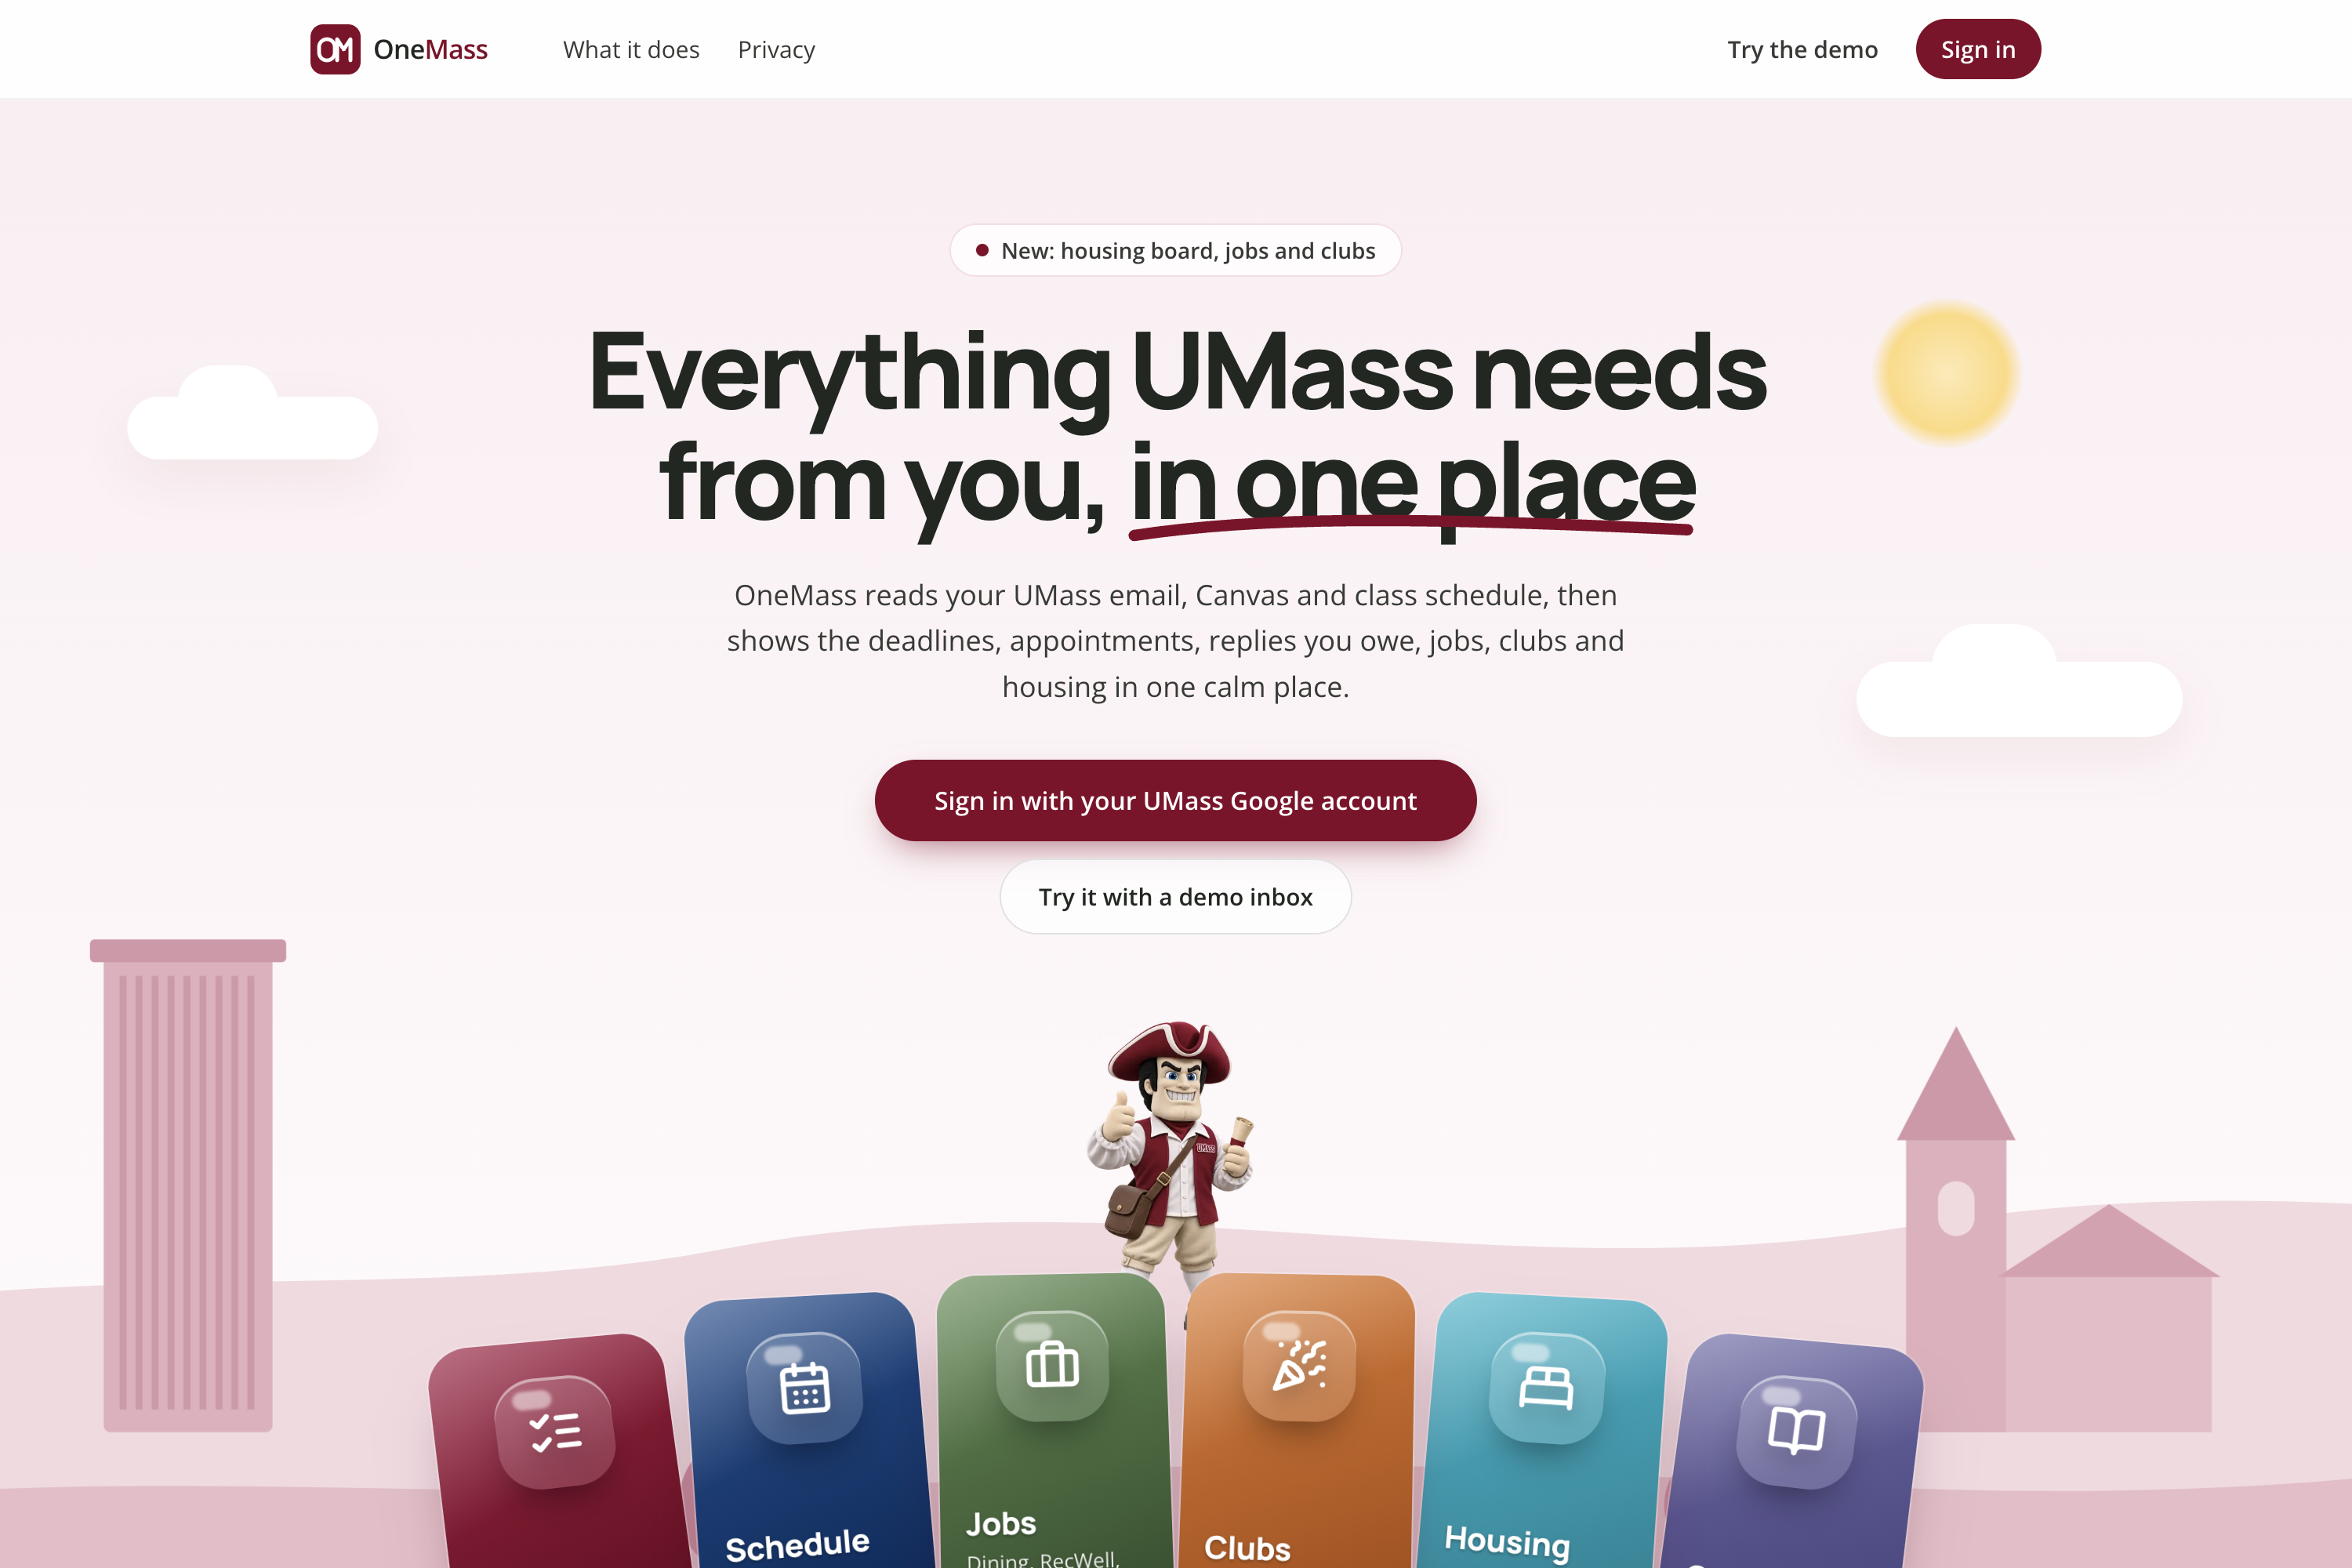 OM OneMass
What it does
Privacy
Try the demo
Sign in
New: housing board, jobs and clubs
Everything UMass needs
from you, in one place
OneMass reads your UMass email, Canvas and class schedule, then
shows the deadlines, appointments, replies you owe, jobs, clubs and
housing in one calm place.
Sign in with your UMass Google account
Try it with a demo inbox
UMASS
Schedule
Jobs
Dining, RecWell,
Clubs
Housing